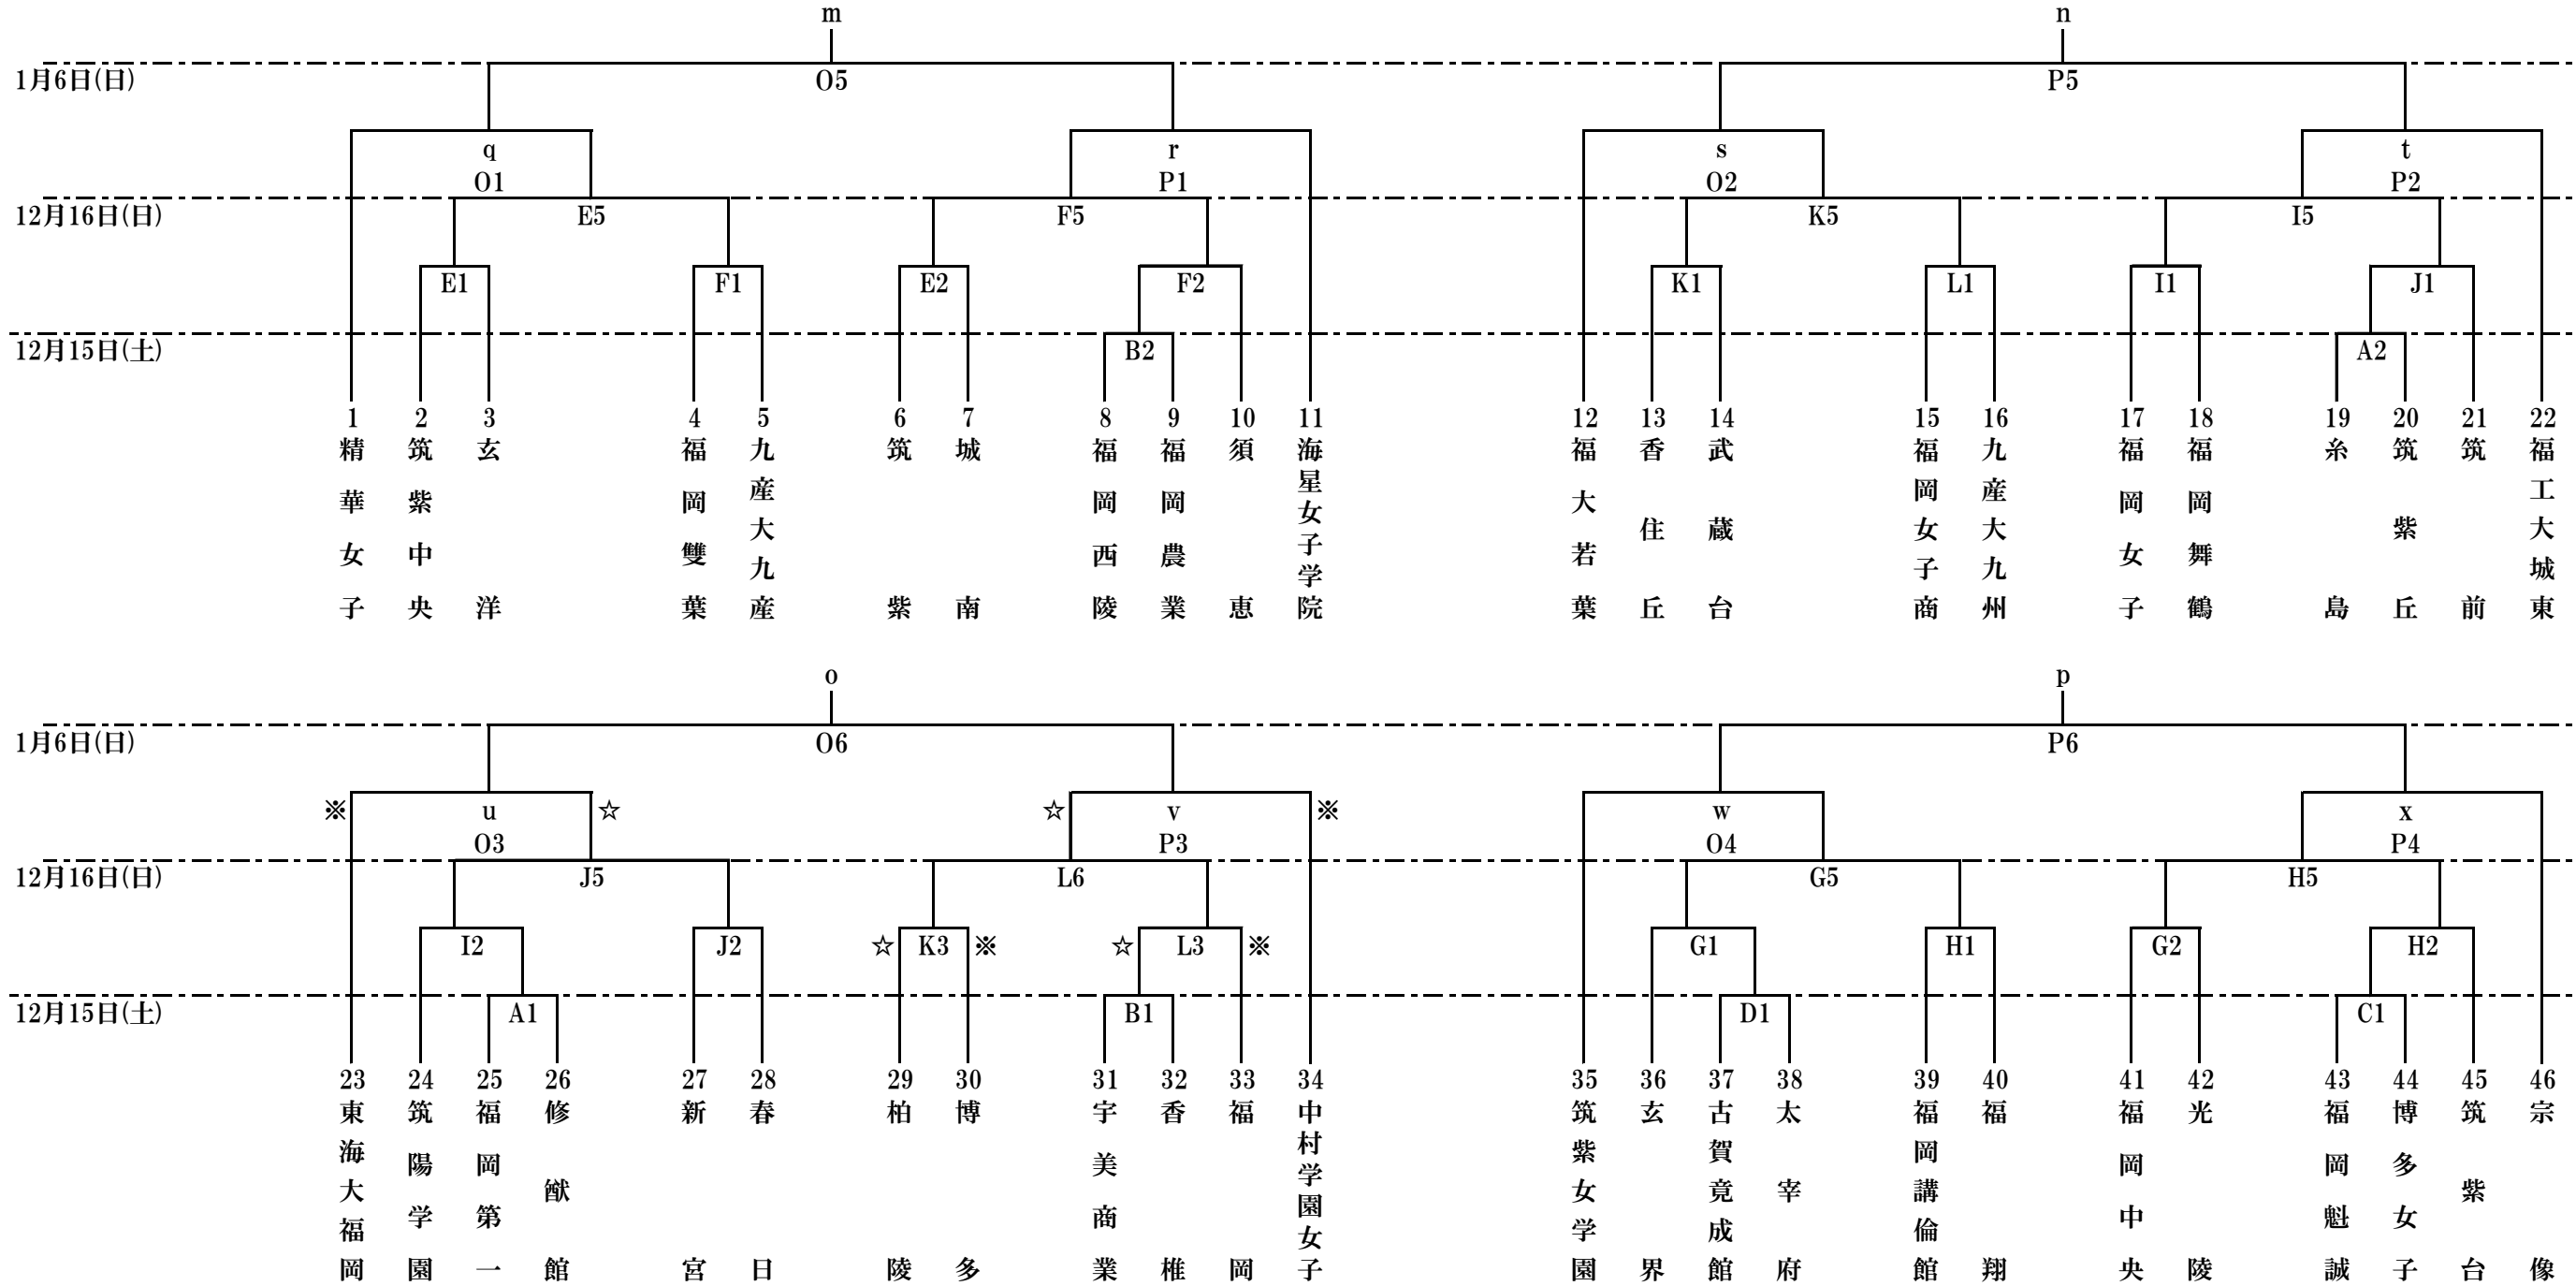 m n
1月6日(日) O5 P5
q r s t
O1 P1 O2 P2
12月16日(日) E5 F5 K5 I5
E1 F1 E2 F2 K1 L1 I1 J1
12月15日(土) B2 A2
1 2 3 4 5 6 7 8 9 10 11 12 13 14 15 16 17 18 19 20 21 22
精華女子
筑紫中央
玄洋
福岡雙葉
九産大九産
筑紫
城南
福岡西陵
福岡農業
須恵
海星女子学院
福大若葉
香住丘
武蔵台
福岡女子商
九産大九州
福岡女子
福岡舞鶴
糸島
筑紫丘
筑前
福工大城東
o p
1月6日(日) O6 P6
※ u ☆ ☆ v ※ w x
O3 P3 O4 P4
12月16日(日) J5 L6 G5 H5
I2 J2 ☆ K3 ※ ☆ L3 ※ G1 H1 G2 H2
12月15日(土) A1 B1 D1 C1
23 24 25 26 27 28 29 30 31 32 33 34 35 36 37 38 39 40 41 42 43 44 45 46
東海大福岡
筑陽学園
福岡第一
修猷館
新宮
春日
柏陵
博多
宇美商業
香椎
福岡
中村学園女子
筑紫女学園
玄界
古賀竟成館
太宰府
福岡講倫館
福翔
福岡中央
光陵
福岡魁誠
博多女子
筑紫台
宗像